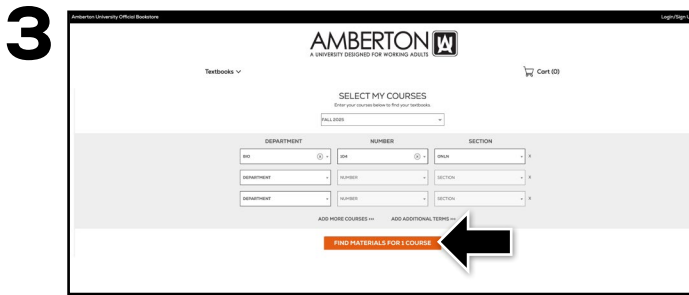 3
Amberton University Official Bookstore
Login/Sign U
AMBERTON
A UNIVERSITY DESIGNED FOR WORKING ADULTS
Textbooks
Cart (0)
SELECT MY COURSES
Enter your courses below to find your textbooks
FALL 2025
DEPARTMENT NUMBER SECTION
BIO 104 ONLN X
DEPARTMENT NUMBER SECTION X
DEPARTMENT NUMBER SECTION X
ADD MORE COURSES ››› ADD ADDITIONAL TERMS ›››
FIND MATERIALS FOR 1 COURSE